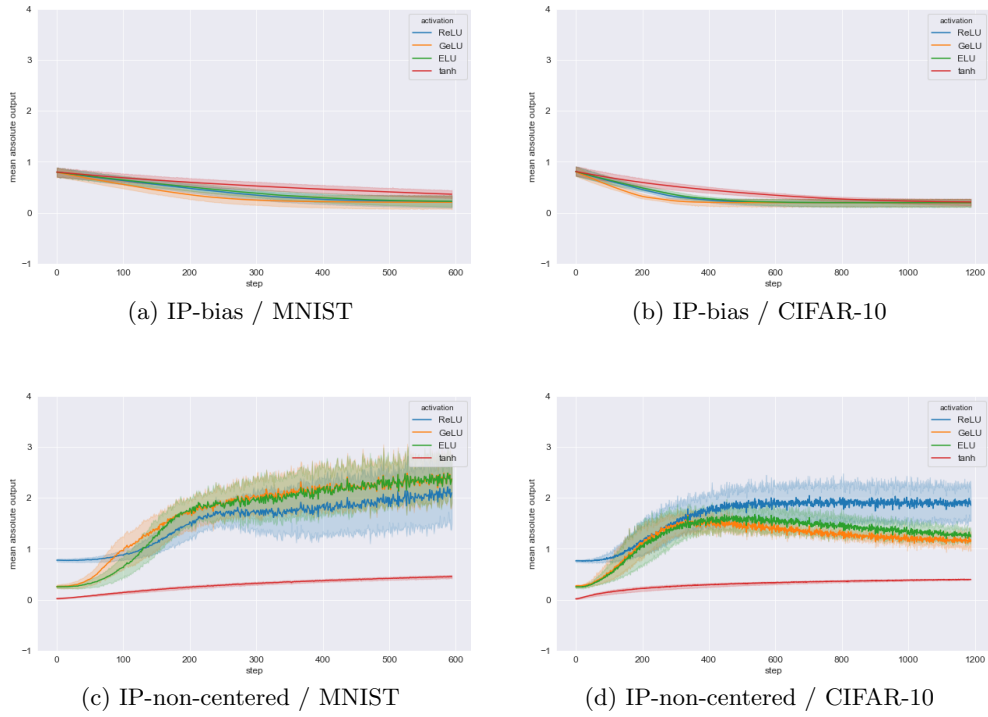 4
3
2
1
0
−1
mean absolute output
activation
ReLU
GeLU
ELU
tanh
0 100 200 300 400 500 600
step
(a) IP-bias / MNIST
4
3
2
1
0
−1
mean absolute output
activation
ReLU
GeLU
ELU
tanh
0 200 400 600 800 1000 1200
step
(b) IP-bias / CIFAR-10
4
3
2
1
0
−1
mean absolute output
activation
ReLU
GeLU
ELU
tanh
0 100 200 300 400 500 600
step
(c) IP-non-centered / MNIST
4
3
2
1
0
−1
mean absolute output
activation
ReLU
GeLU
ELU
tanh
0 200 400 600 800 1000 1200
step
(d) IP-non-centered / CIFAR-10